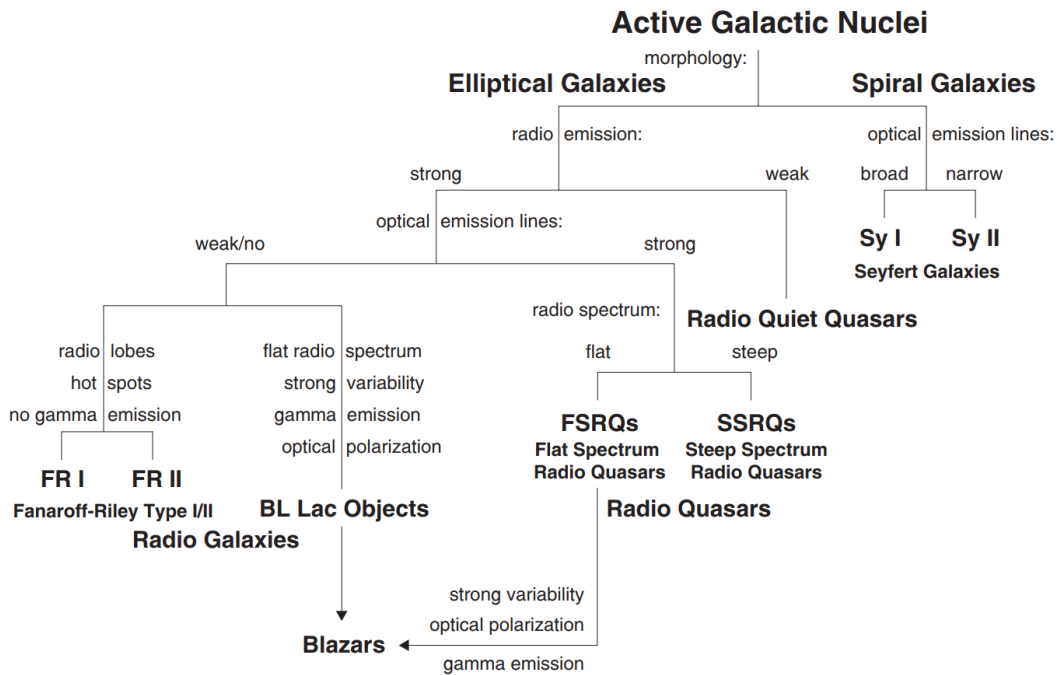 Active Galactic Nuclei
morphology:
Elliptical Galaxies
Spiral Galaxies
radio emission:
optical emission lines:
strong
weak
broad
narrow
optical emission lines:
Sy I
Sy II
weak/no
strong
Seyfert Galaxies
radio spectrum:
Radio Quiet Quasars
radio lobes
flat radio spectrum
flat
steep
hot spots
strong variability
no gamma emission
gamma emission
FSRQs
SSRQs
optical polarization
Flat Spectrum
Steep Spectrum
Radio Quasars
Radio Quasars
FR I
FR II
Fanaroff-Riley Type I/II
BL Lac Objects
Radio Quasars
Radio Galaxies
strong variability
optical polarization
Blazars
gamma emission